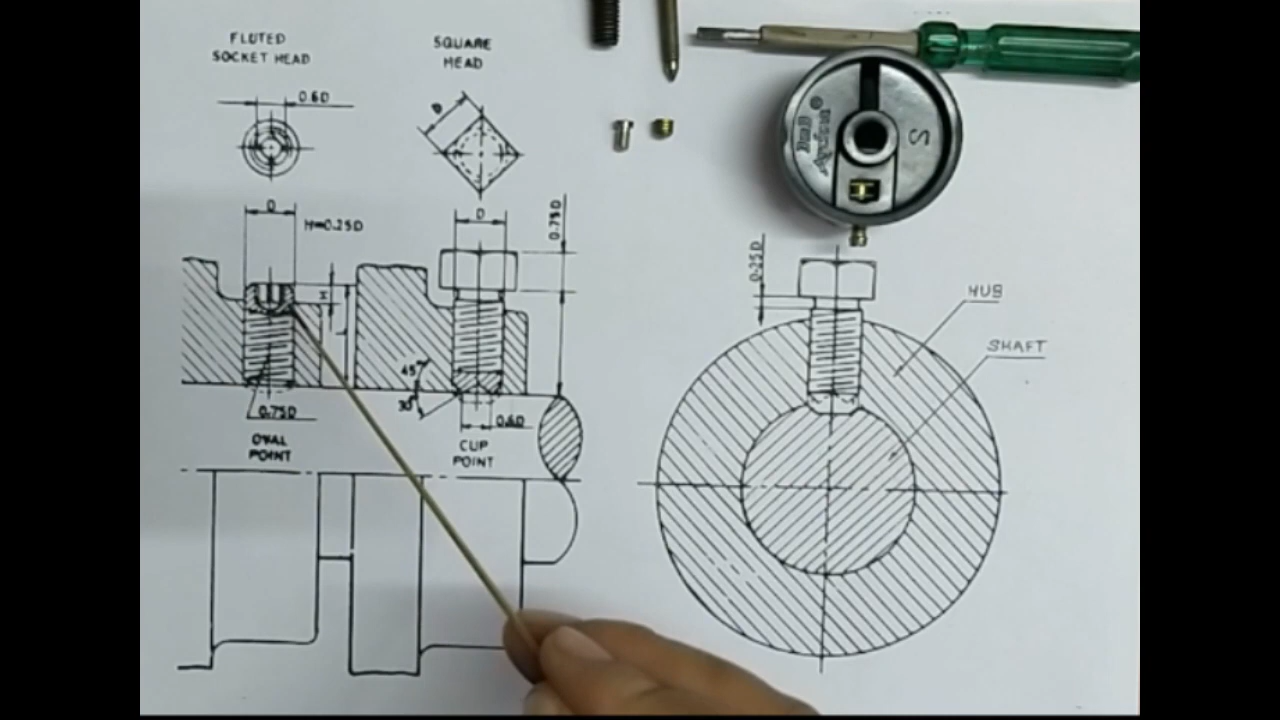 FLUTED
SOCKET HEAD
SQUARE
HEAD
0.6D
D
D
H=0.25D
D
0.75D
H
L
45°
30°
0.75D
0.6D
OVAL
POINT
CUP
POINT
0.25D
HUB
SHAFT
S